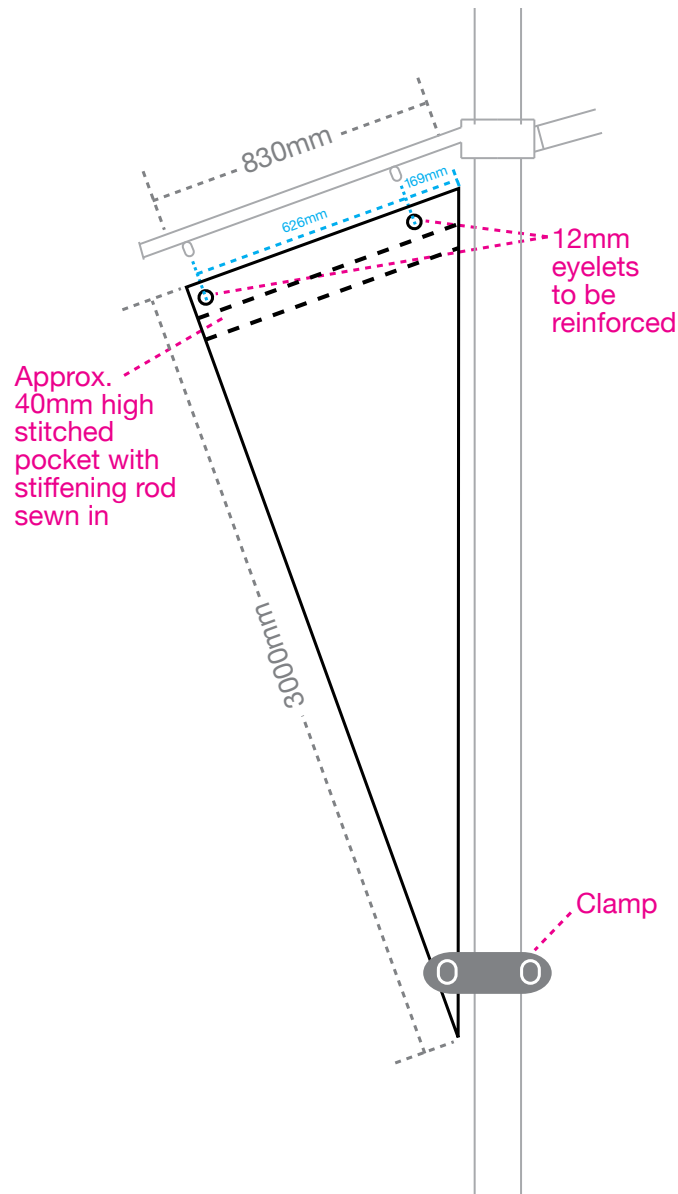 830mm
169mm
626mm
12mm
eyelets
to be
reinforced
Approx.
40mm high
stitched
pocket with
stiffening rod
sewn in
3000mm
Clamp